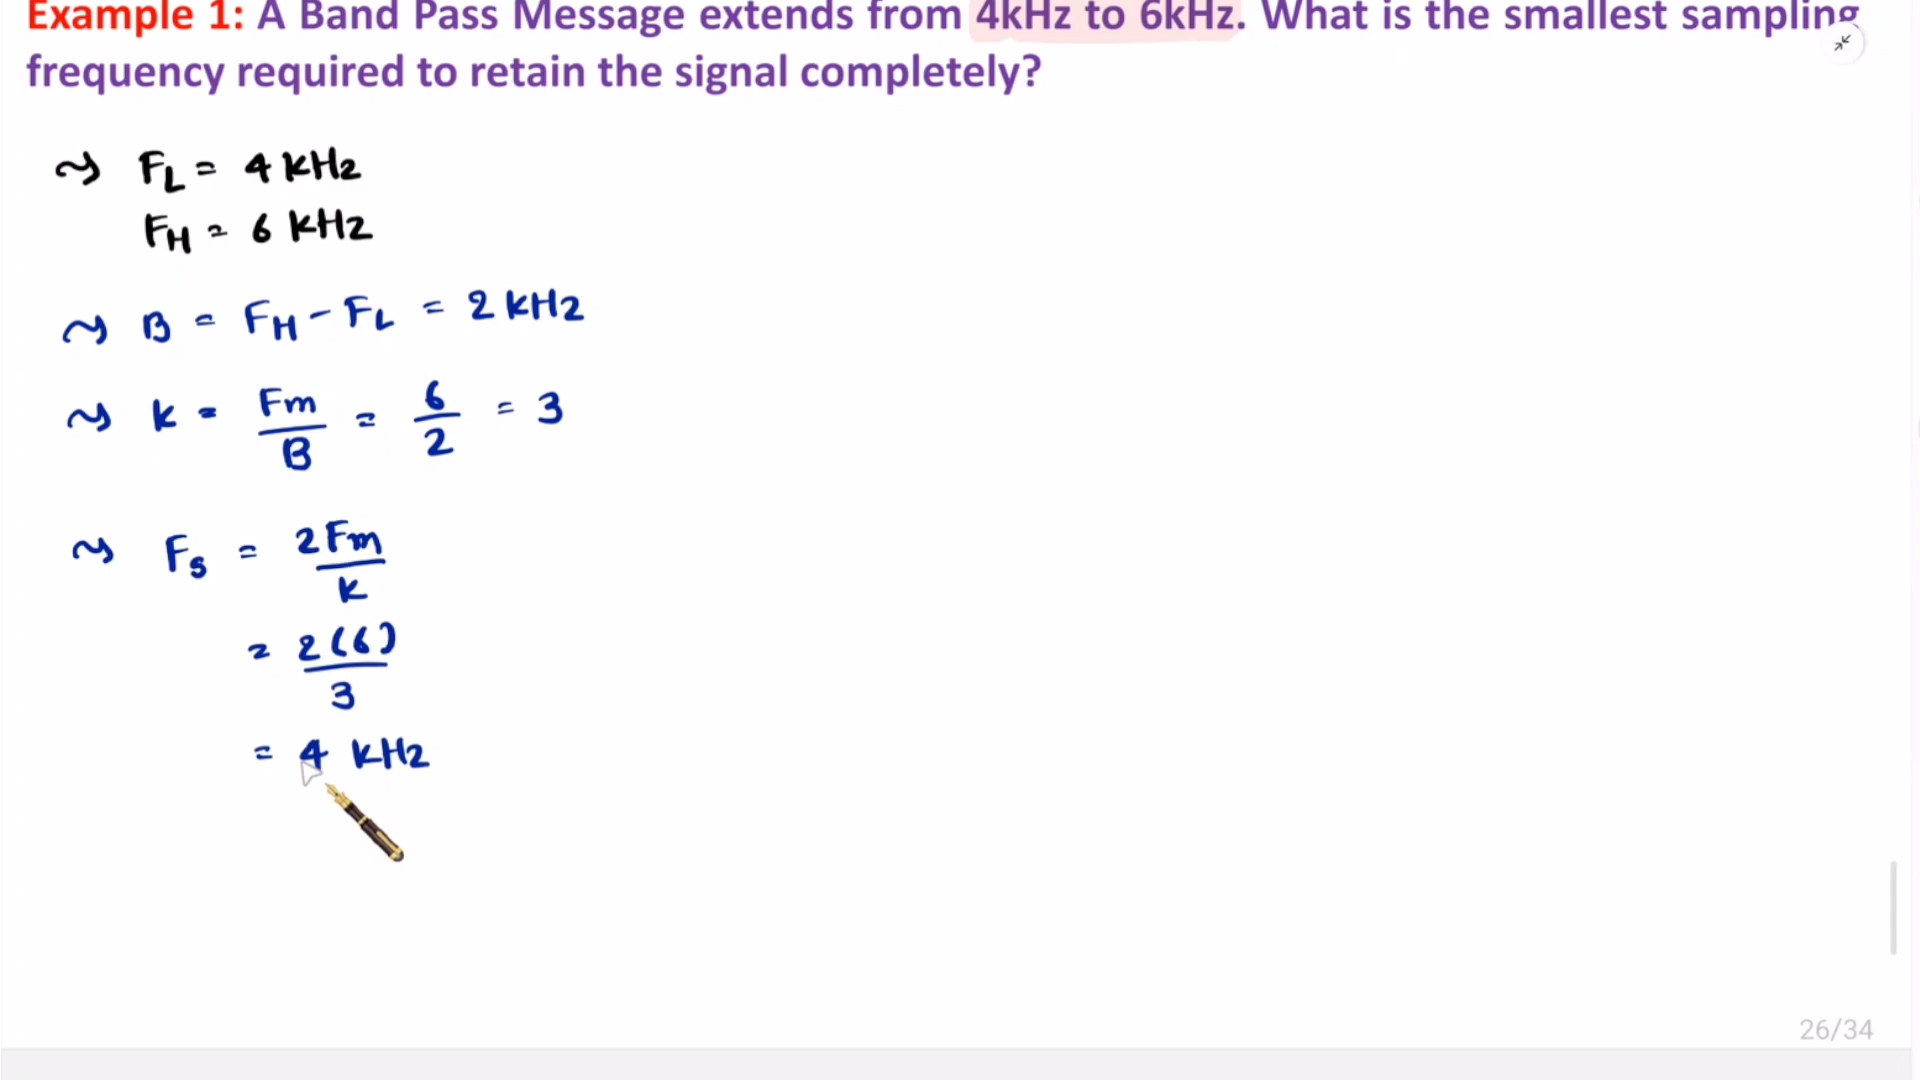 Example 1: A Band Pass Message extends from 4kHz to 6kHz. What is the smallest sampling
frequency required to retain the signal completely?
FL = 4 kHz
FH = 6 kHz
B = FH - FL = 2 kHz
k = Fm/B = 6/2 = 3
Fs = 2Fm/k
= 2(6)/3
= 4 kHz
26/34